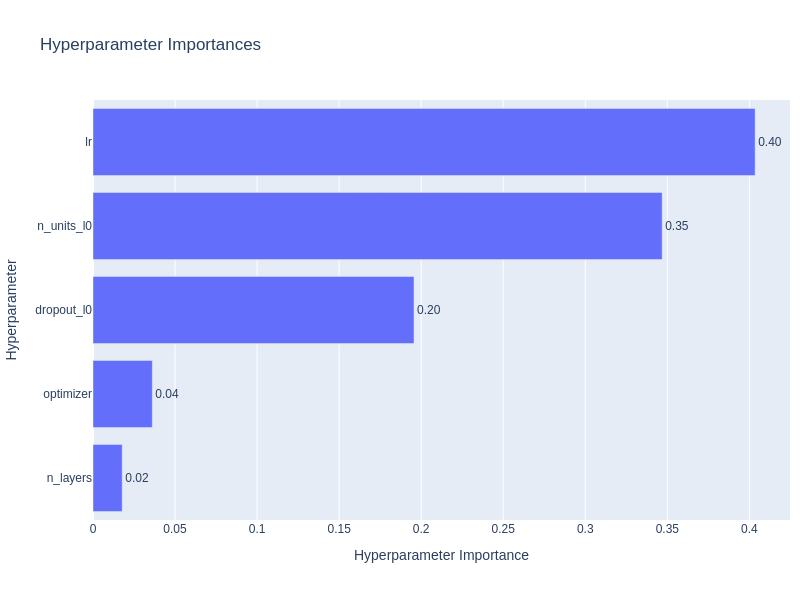 Hyperparameter Importances
Hyperparameter
lr
0.40
n_units_l0
0.35
dropout_l0
0.20
optimizer
0.04
n_layers
0.02
0
0.05
0.1
0.15
0.2
0.25
0.3
0.35
0.4
Hyperparameter Importance